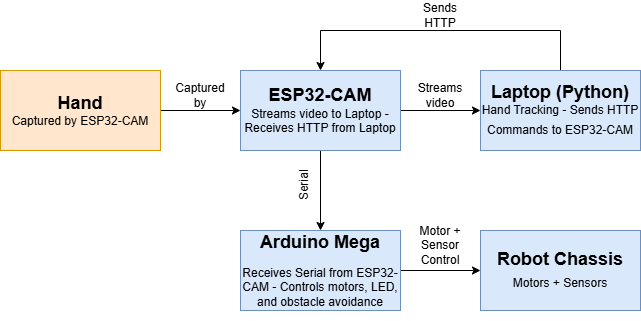 Sends
HTTP
Hand
Captured by ESP32-CAM
Captured
by
ESP32-CAM
Streams video to Laptop -
Receives HTTP from Laptop
Streams
video
Laptop (Python)
Hand Tracking - Sends HTTP
Commands to ESP32-CAM
Serial
Arduino Mega
Receives Serial from ESP32-
CAM - Controls motors, LED,
and obstacle avoidance
Motor +
Sensor
Control
Robot Chassis
Motors + Sensors